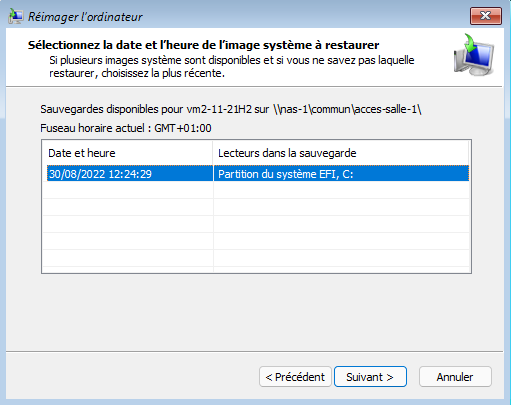 Réimager l'ordinateur
Sélectionnez la date et l'heure de l'image système à restaurer
Si plusieurs images système sont disponibles et si vous ne savez pas laquelle
restaurer, choisissez la plus récente.
Sauvegardes disponibles pour vm2-11-21H2 sur \\nas-1\commun\acces-salle-1\
Fuseau horaire actuel : GMT+01:00
Date et heure Lecteurs dans la sauvegarde
30/08/2022 12:24:29 Partition du système EFI, C:
< Précédent Suivant > Annuler